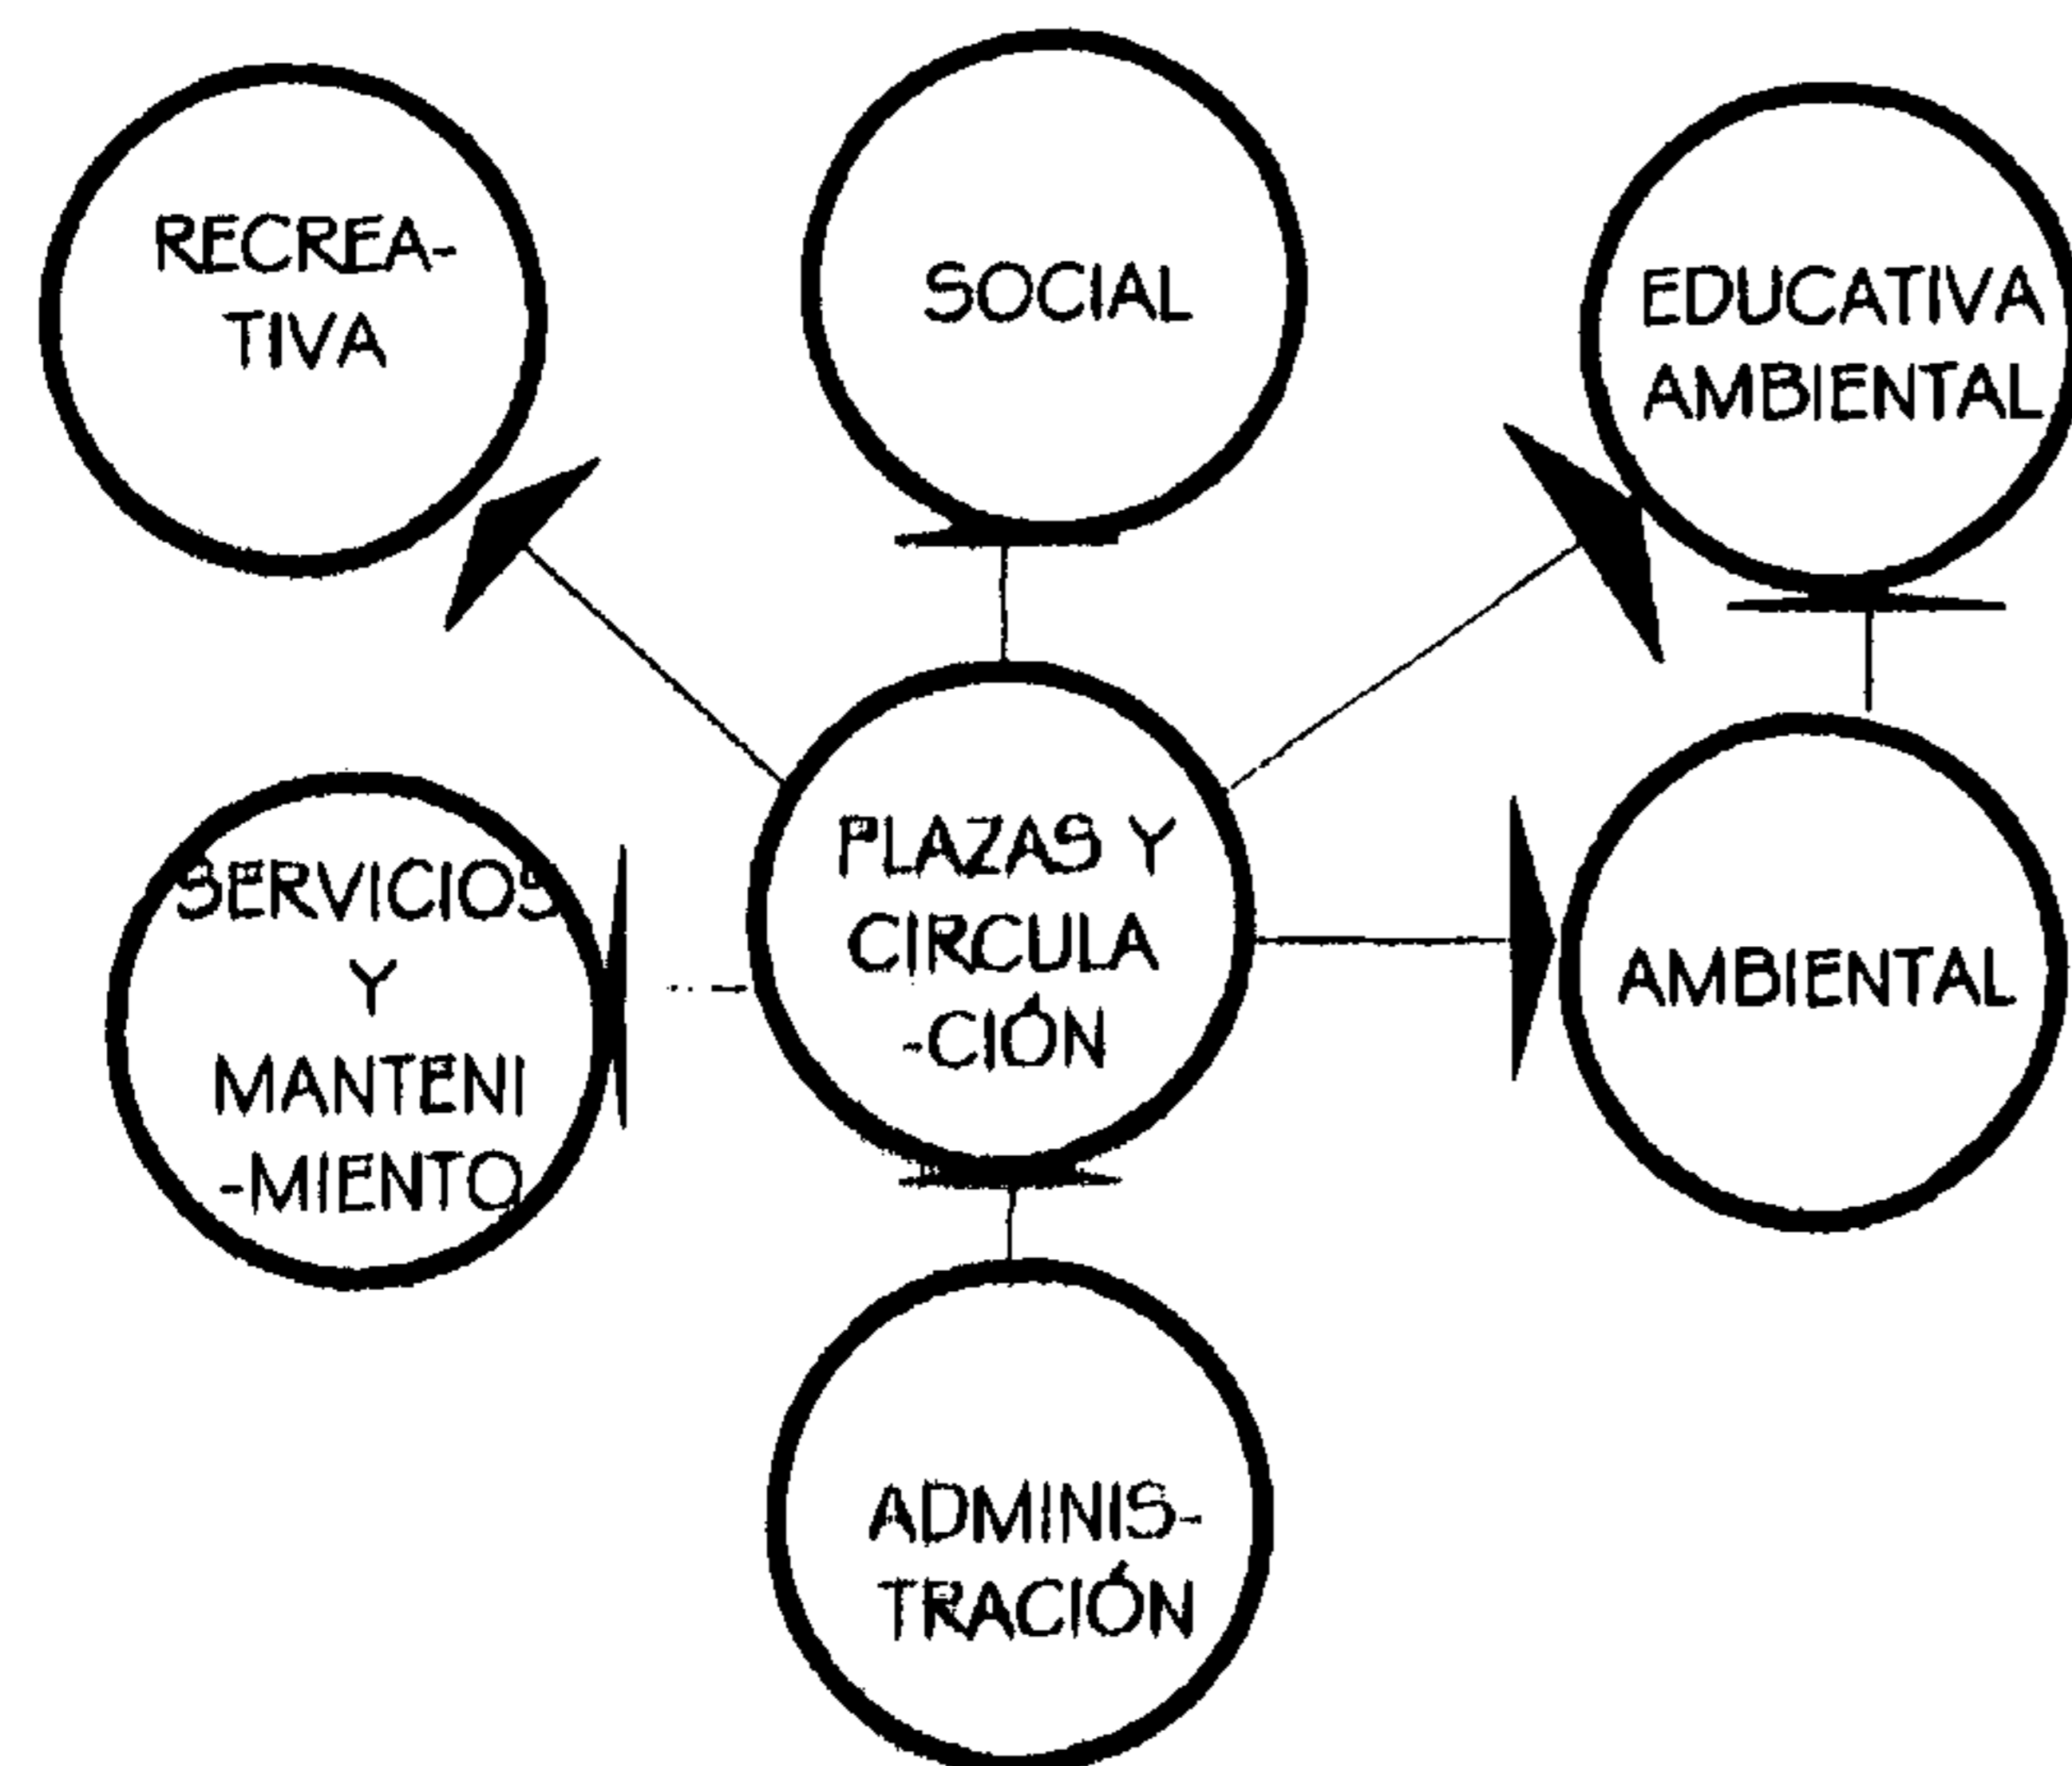 RECREA-
TIVA
SOCIAL
EDUCATIVA
AMBIENTAL
SERVICIOS
Y
MANTENI
-MIENTO
PLAZAS Y
CIRCULA
-CIÓN
AMBIENTAL
ADMINIS-
TRACIÓN